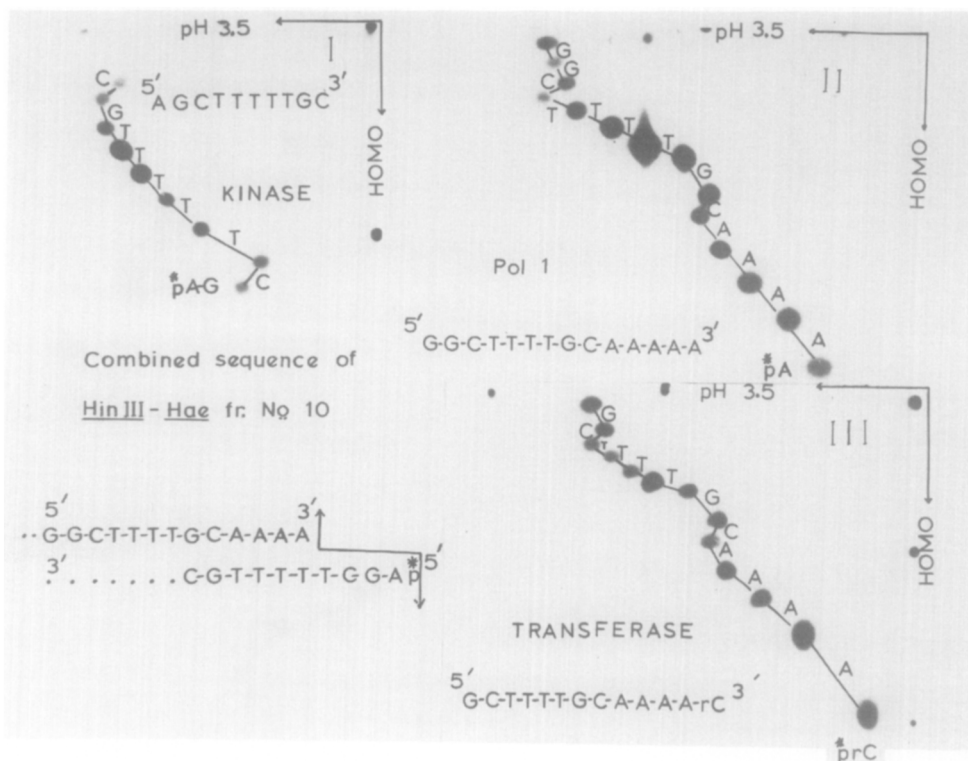 pH 3.5
I
C
5′ 3′
AGCTTTTTGC
G
T
T
KINASE
T
T
C
*pA-G
HOMO
pH 3.5
II
G
G
C
T
T
T
T
G
C
A
A
A
A
*pA
HOMO
Pol 1
5′ 3′
G-G-C-T-T-T-T-G-C-A-A-A-A-A
Combined sequence of
Hin III - Hae fr. No 10
5′ 3′
··G-G-C-T-T-T-T-G-C-A-A-A-A
3′ 5′
. . . . . . C-G-T-T-T-T-T-C-G-A *p
pH 3.5
III
G
C
T
T
T
T
G
C
A
A
A
A
*prC
HOMO
TRANSFERASE
5′ 3′
G-C-T-T-T-T-G-C-A-A-A-A-rC